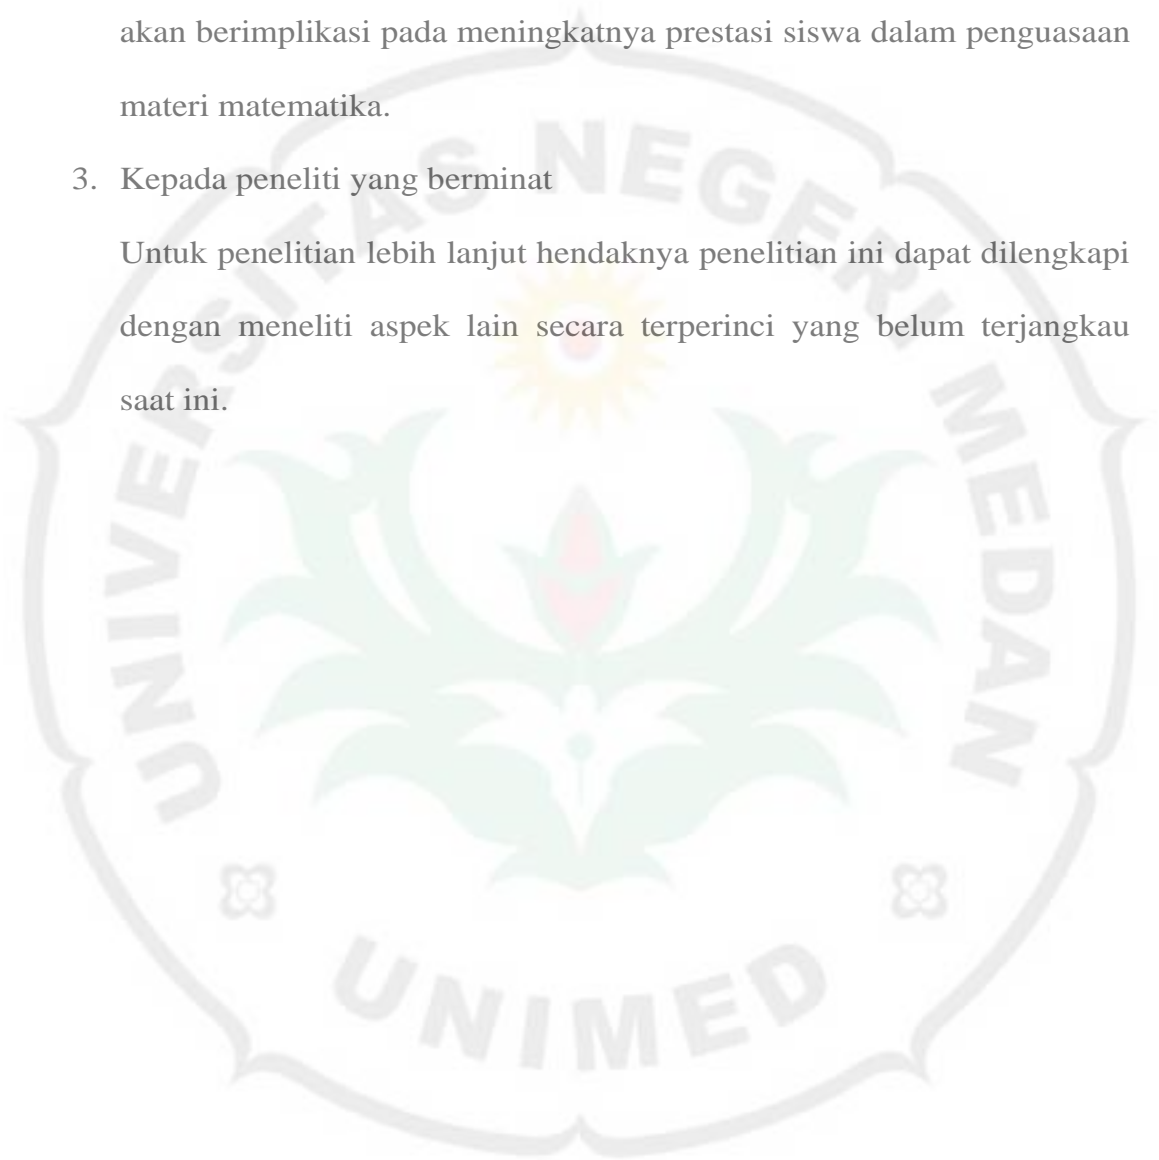 akan berimplikasi pada meningkatnya prestasi siswa dalam penguasaan
materi matematika.
3. Kepada peneliti yang berminat
Untuk penelitian lebih lanjut hendaknya penelitian ini dapat dilengkapi
dengan meneliti aspek lain secara terperinci yang belum terjangkau
saat ini.
UNIVERSITAS NEGERI MEDAN
UNIMED